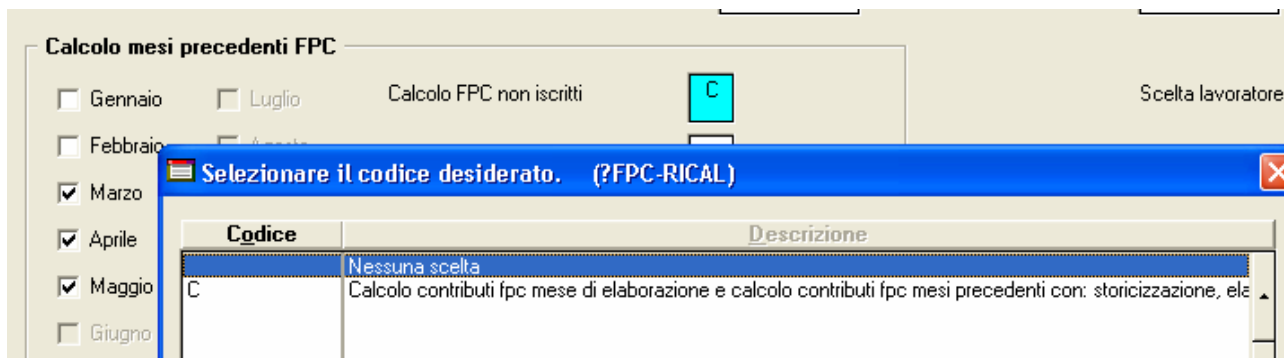 Calcolo mesi precedenti FPC
Gennaio Luglio Calcolo FPC non iscritti C Scelta lavoratore
Febbraio
Selezionare il codice desiderato. (?FPC-RICAL)
Marzo
Aprile Codice Descrizione
Nessuna scelta
Maggio C Calcolo contributi fpc mese di elaborazione e calcolo contributi fpc mesi precedenti con: storicizzazione, ela
Giugno